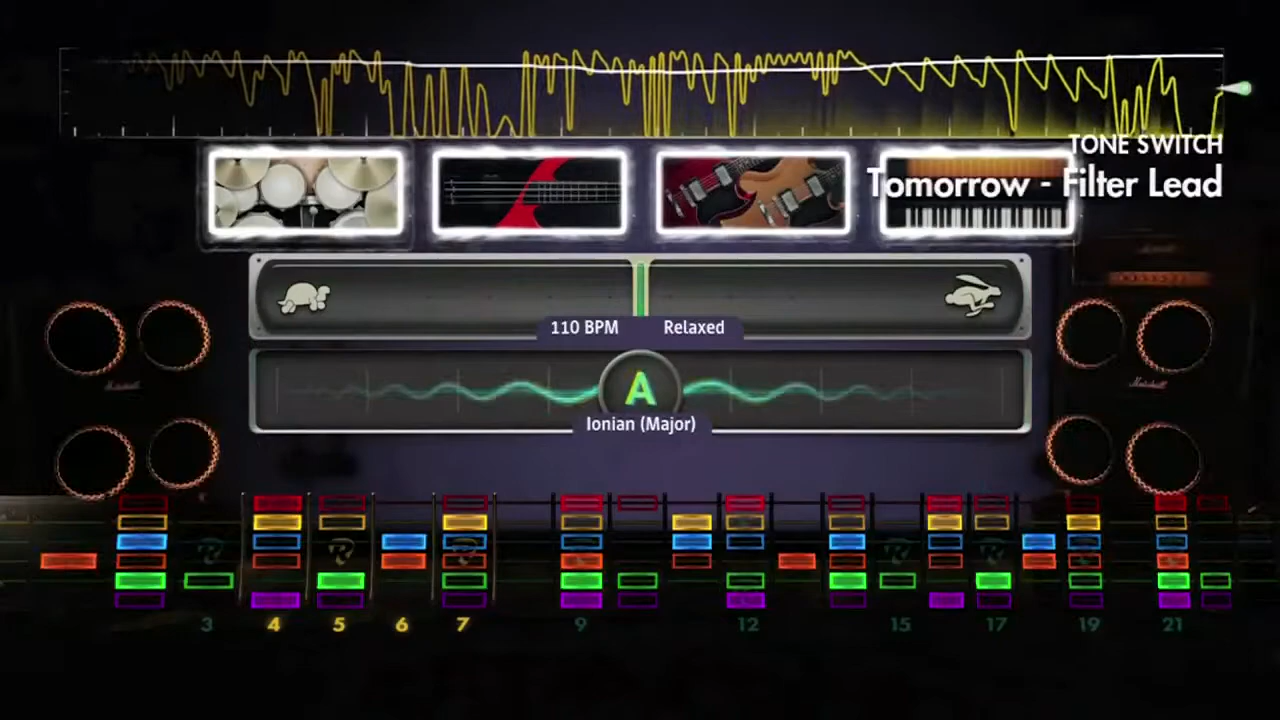 TONE SWITCH
Tomorrow - Filter Lead
110 BPM
Relaxed
A
Ionian (Major)
Marshall
3
4
5
6
7
9
12
15
17
19
21